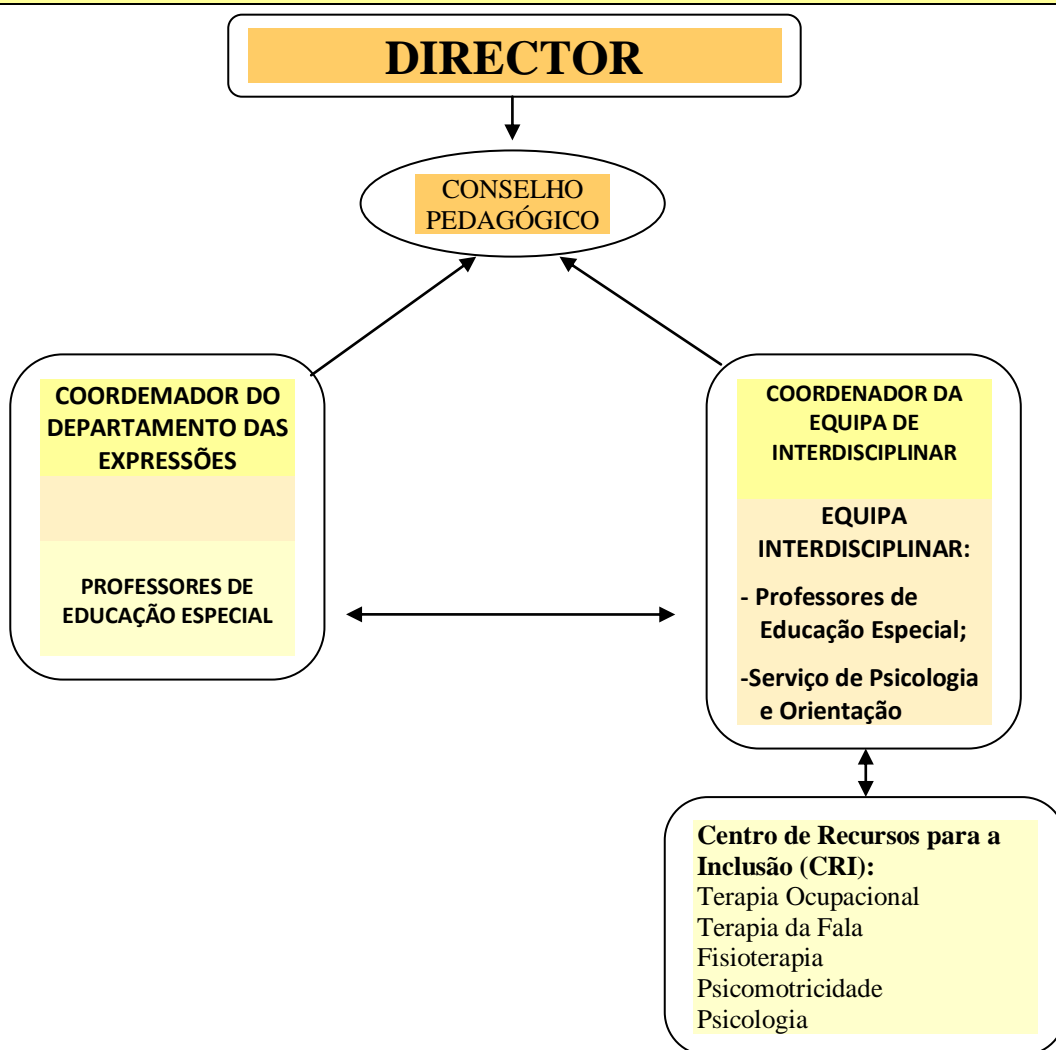 DIRECTOR
CONSELHO
PEDAGÓGICO
COORDEMADOR DO
DEPARTAMENTO DAS
EXPRESSÕES
PROFESSORES DE
EDUCAÇÃO ESPECIAL
COORDENADOR DA
EQUIPA DE
INTERDISCIPLINAR
EQUIPA
INTERDISCIPLINAR:
- Professores de
Educação Especial;
-Serviço de Psicologia
e Orientação
Centro de Recursos para a
Inclusão (CRI):
Terapia Ocupacional
Terapia da Fala
Fisioterapia
Psicomotricidade
Psicologia